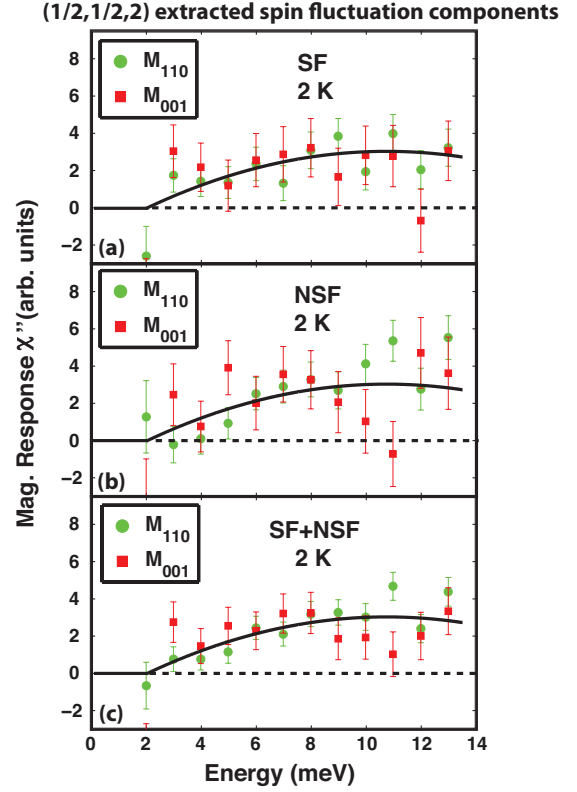 (1/2,1/2,2) extracted spin fluctuation components
Mag. Response χ’’(arb. units)
8
6
4
2
0
−2
M110
M001
SF
2 K
(a)
8
6
4
2
0
−2
M110
M001
NSF
2 K
(b)
8
6
4
2
0
−2
M110
M001
SF+NSF
2 K
(c)
0 2 4 6 8 10 12 14
Energy (meV)